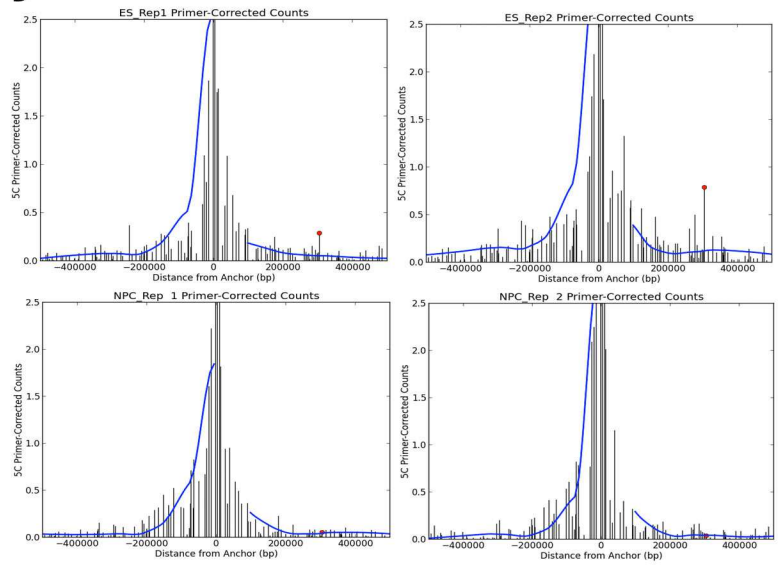 ES_Rep1 Primer-Corrected Counts
2.5
2.0
1.5
1.0
0.5
0.0
5C Primer-Corrected Counts
−400000 −200000 0 200000 400000
Distance from Anchor (bp)
ES_Rep2 Primer-Corrected Counts
2.5
2.0
1.5
1.0
0.5
0.0
5C Primer-Corrected Counts
−400000 −200000 0 200000 400000
Distance from Anchor (bp)
NPC_Rep 1 Primer-Corrected Counts
2.5
2.0
1.5
1.0
0.5
0.0
5C Primer-Corrected Counts
−400000 −200000 0 200000 400000
Distance from Anchor (bp)
NPC_Rep 2 Primer-Corrected Counts
2.5
2.0
1.5
1.0
0.5
0.0
5C Primer-Corrected Counts
−400000 −200000 0 200000 400000
Distance from Anchor (bp)